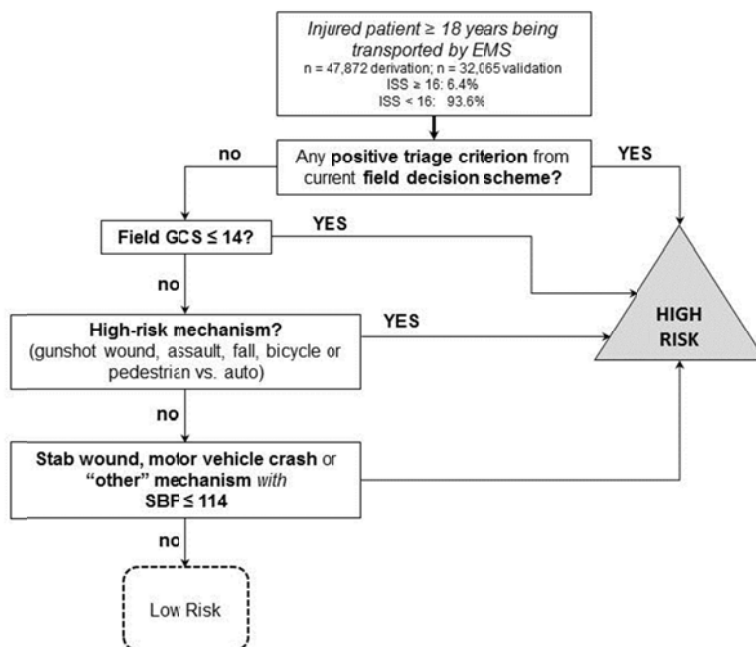 Injured patient ≥ 18 years being
transported by EMS
n = 47,872 derivation; n = 32,065 validation
ISS ≥ 16: 6.4%
ISS < 16: 93.6%
no
Any positive triage criterion from
current field decision scheme?
YES
Field GCS ≤ 14?
YES
no
High-risk mechanism?
(gunshot wound, assault, fall, bicycle or
pedestrian vs. auto)
YES
HIGH
RISK
no
Stab wound, motor vehicle crash or
“other” mechanism with
SBP ≤ 114
no
Low Risk